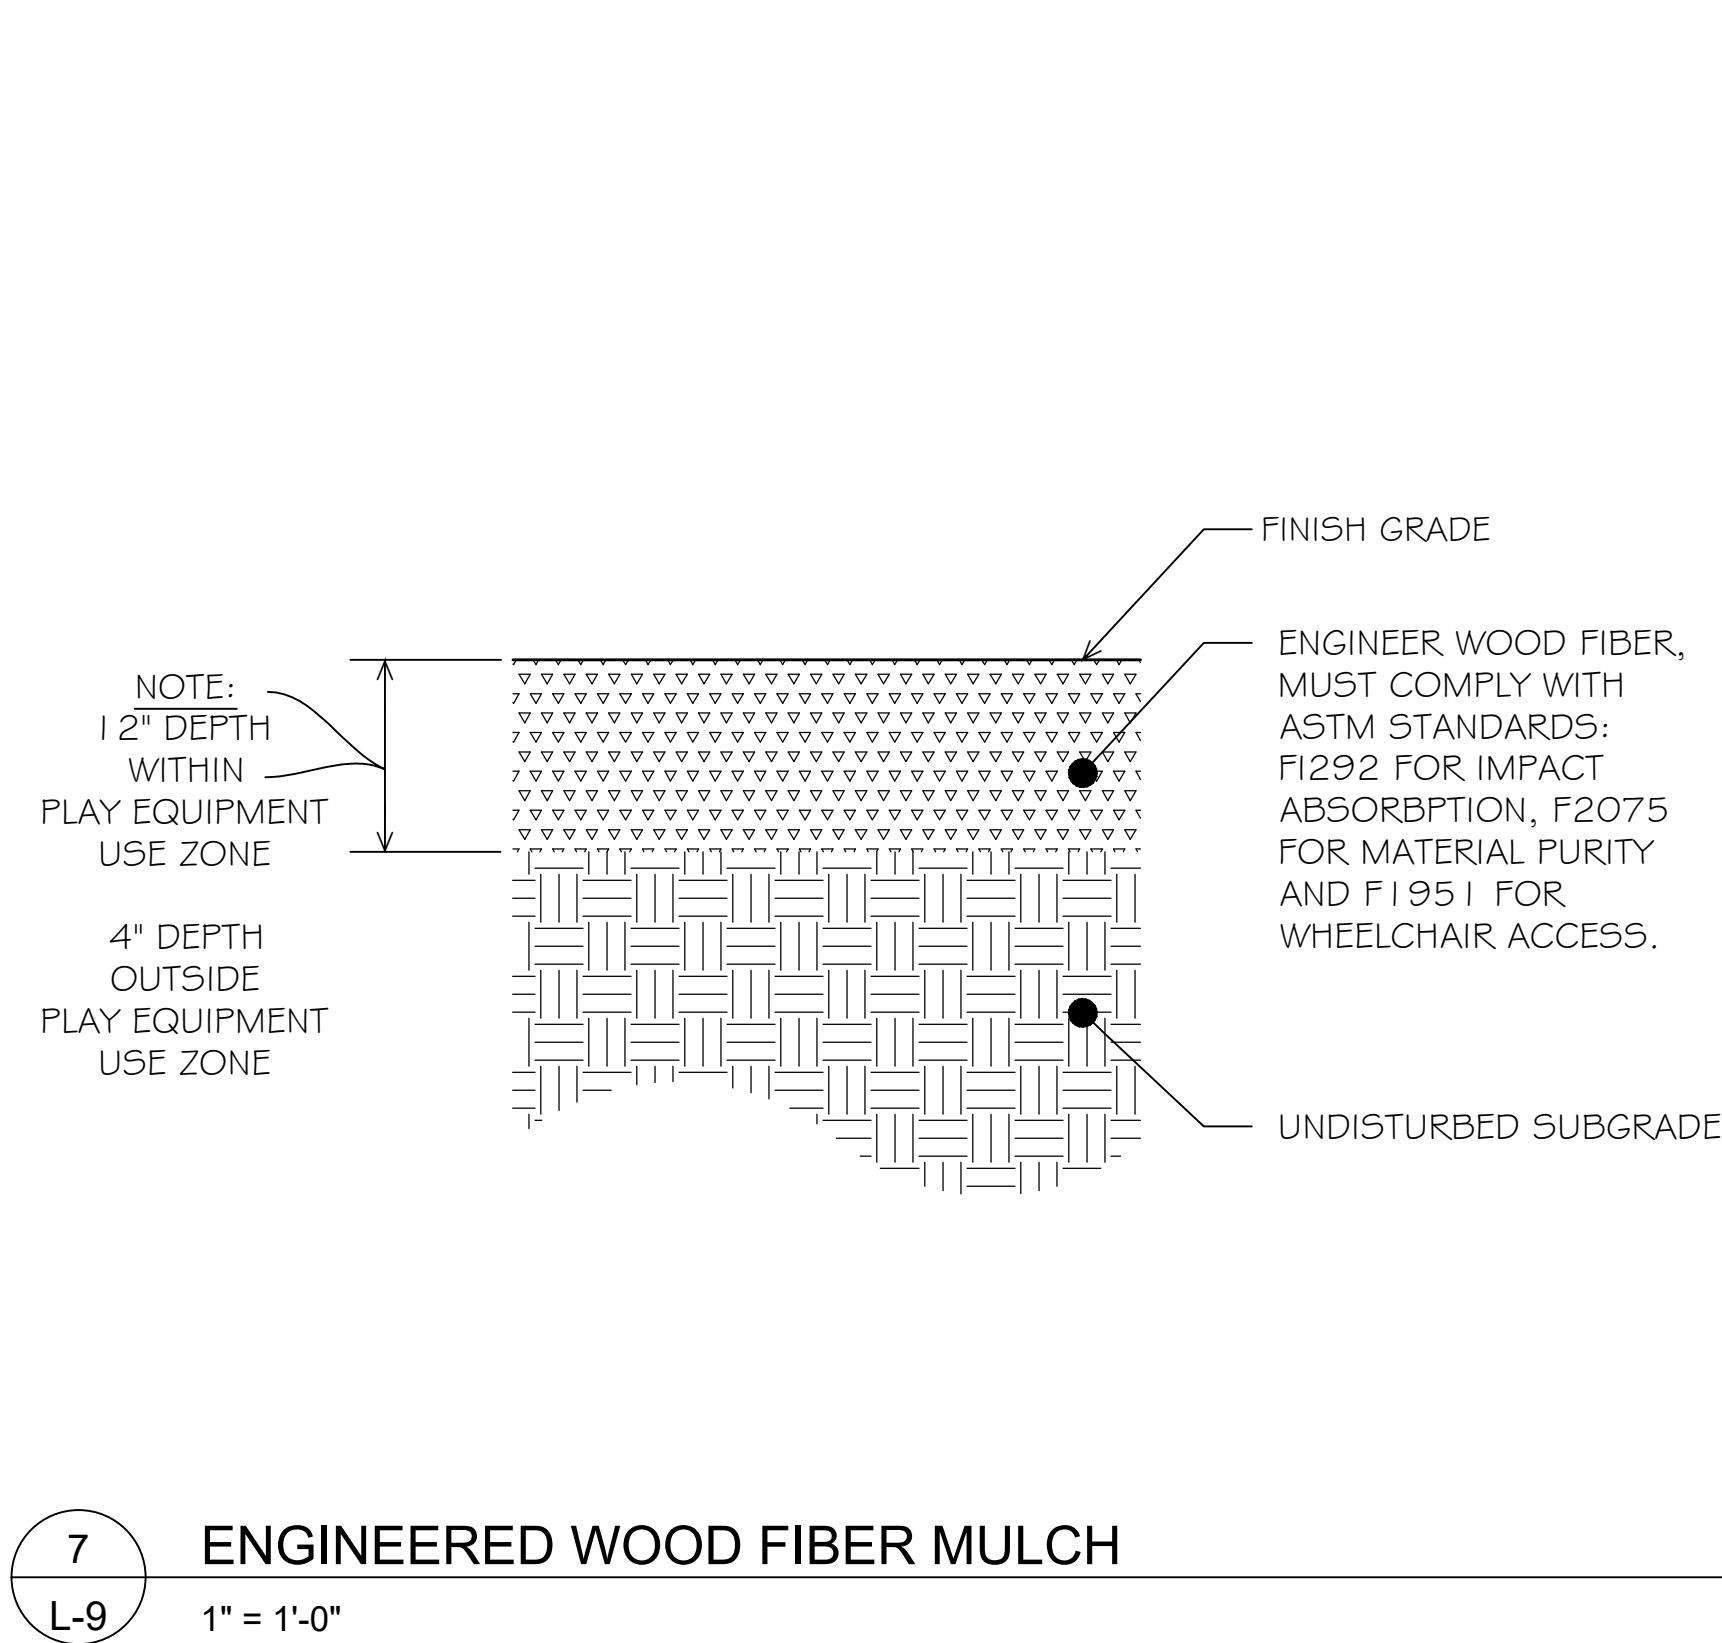 FINISH GRADE
ENGINEER WOOD FIBER,
MUST COMPLY WITH
ASTM STANDARDS:
F1292 FOR IMPACT
ABSORBPTION, F2075
FOR MATERIAL PURITY
AND F1951 FOR
WHEELCHAIR ACCESS.
NOTE:
12" DEPTH
WITHIN
PLAY EQUIPMENT
USE ZONE
4" DEPTH
OUTSIDE
PLAY EQUIPMENT
USE ZONE
UNDISTURBED SUBGRADE
7
L-9
ENGINEERED WOOD FIBER MULCH
1" = 1'-0"